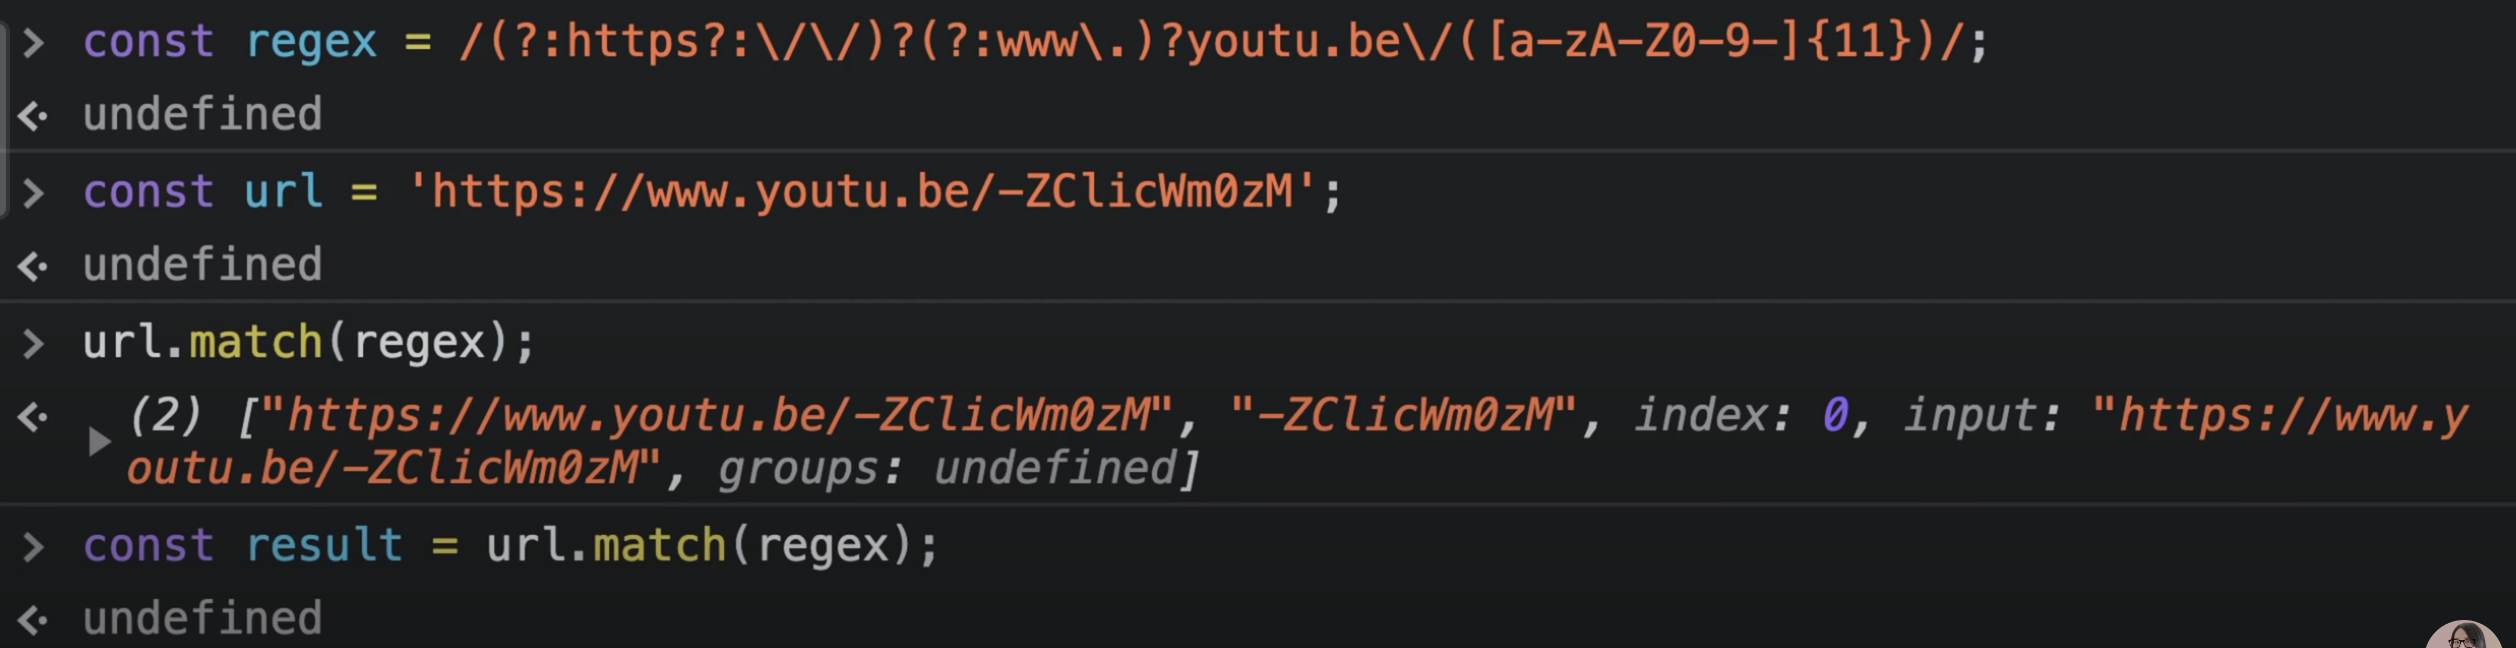 > const regex = /(?:https?:\/\/)?(?:www\.)?youtu.be\/([a-zA-Z0-9-]{11})/;
undefined
> const url = 'https://www.youtu.be/-ZClicWm0zM';
undefined
> url.match(regex);
(2) ["https://www.youtu.be/-ZClicWm0zM", "-ZClicWm0zM", index: 0, input: "https://www.y
outu.be/-ZClicWm0zM", groups: undefined]
> const result = url.match(regex);
undefined